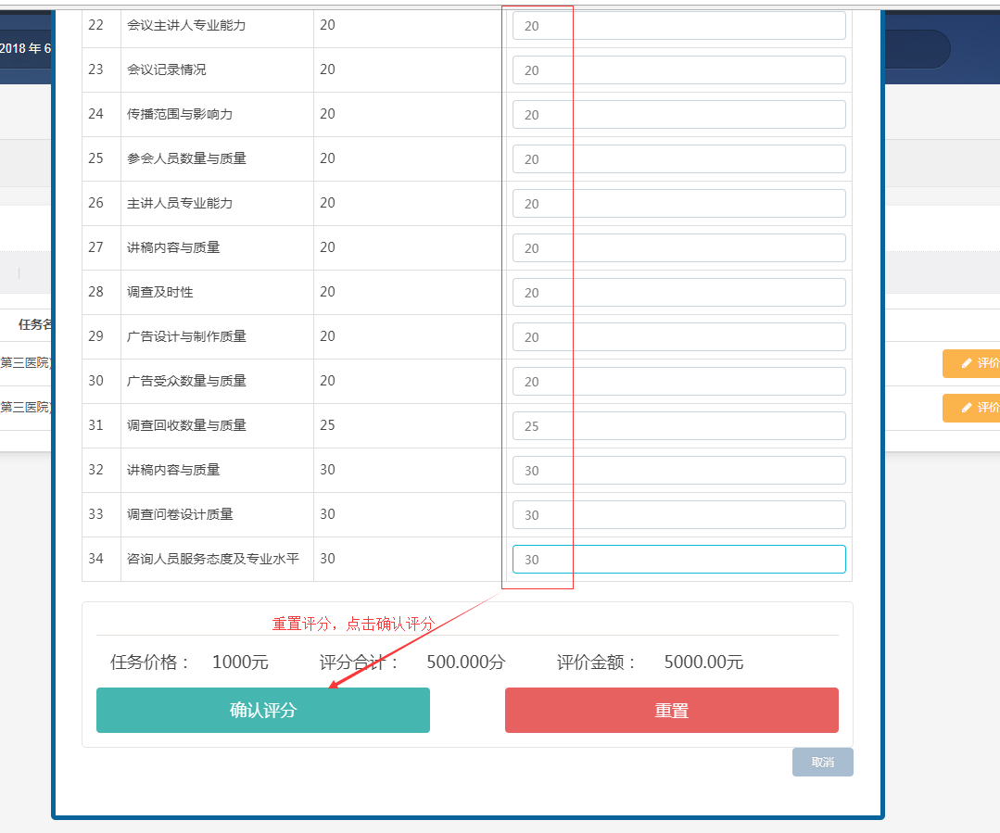 22 会议主讲人专业能力 20 20
2018 年 6
23 会议记录情况 20 20
24 传播范围与影响力 20 20
25 参会人员数量与质量 20 20
26 主讲人员专业能力 20 20
27 讲稿内容与质量 20 20
28 调查及时性 20 20
任务名
29 广告设计与制作质量 20 20
第三医院) 评价
30 广告受众数量与质量 20 20
第三医院) 评价
31 调查回收数量与质量 25 25
32 讲稿内容与质量 30 30
33 调查问卷设计质量 30 30
34 咨询人员服务态度及专业水平 30 30
重置评分，点击确认评分
任务价格： 1000元 评分合计： 500.000分 评价金额： 5000.00元
确认评分 重置
取消